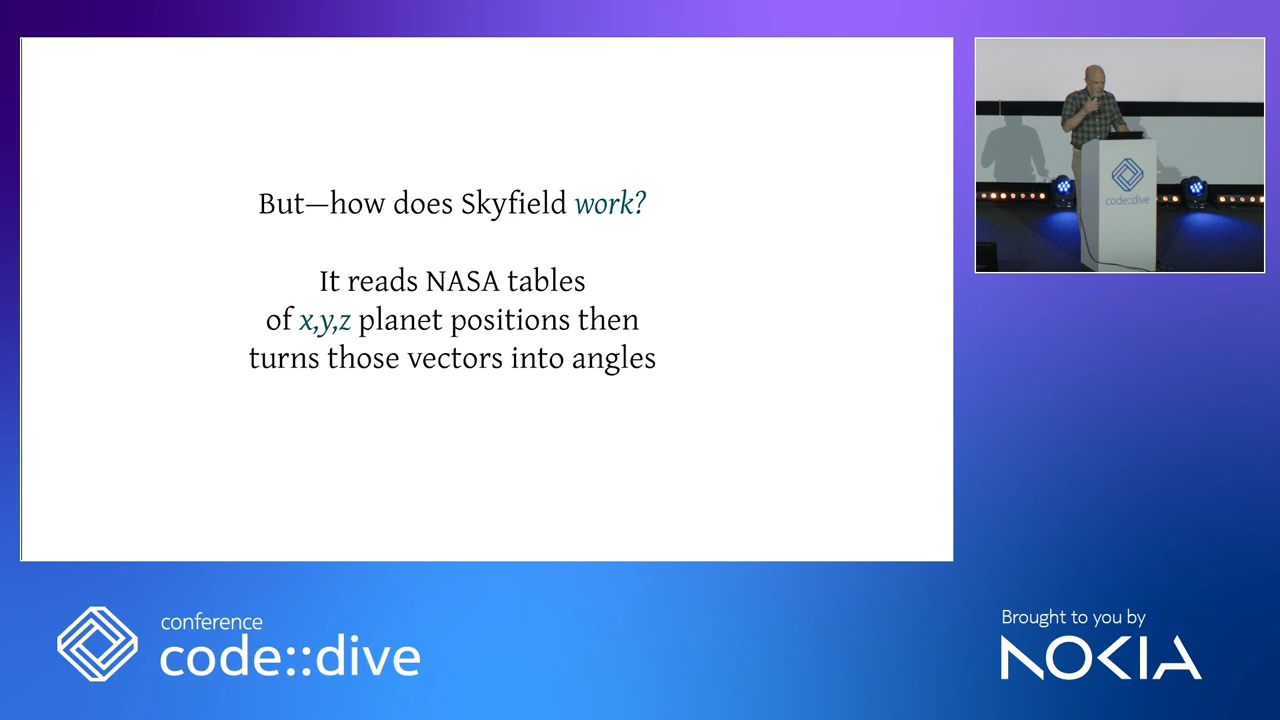 But—how does Skyfield work?
It reads NASA tables
of x,y,z planet positions then
turns those vectors into angles
code::dive
conference
code::dive
Brought to you by
NOKIA